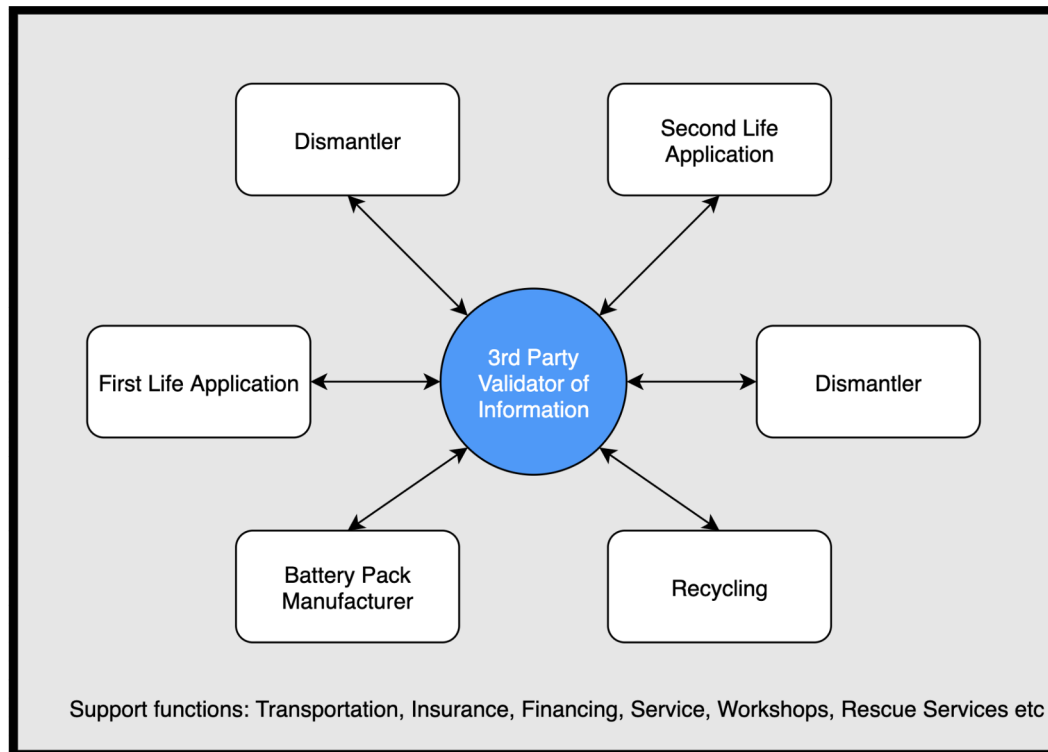 Dismantler
Second Life
Application
First Life Application
3rd Party
Validator of
Information
Dismantler
Battery Pack
Manufacturer
Recycling
Support functions: Transportation, Insurance, Financing, Service, Workshops, Rescue Services etc